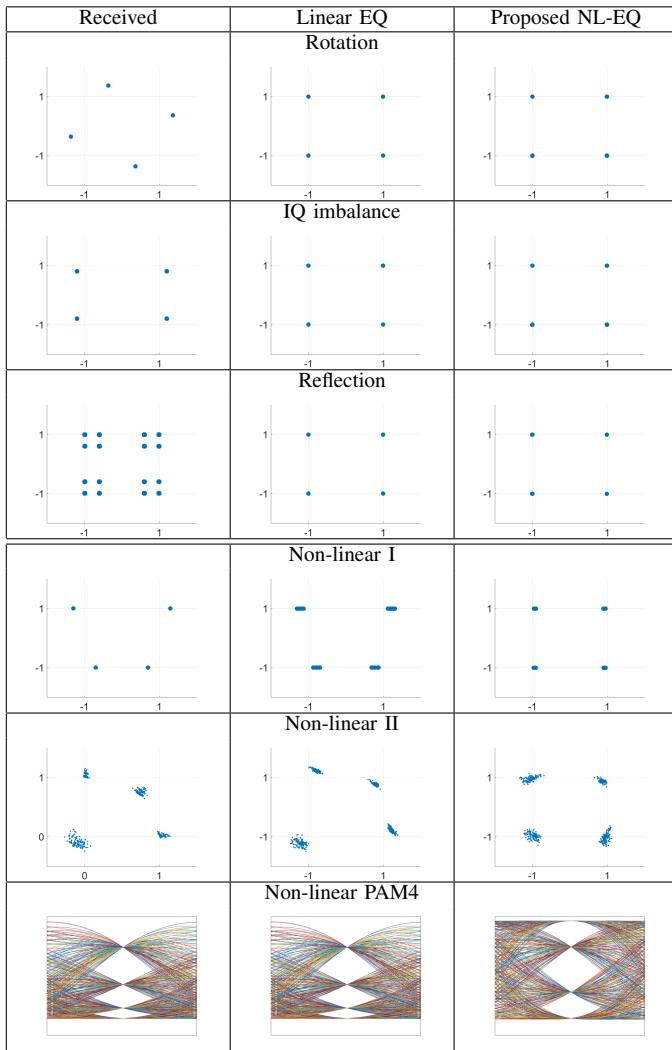 Received Linear EQ Proposed NL-EQ
Rotation
1 1 1
-1 -1 -1
-1 1 -1 1 -1 1
IQ imbalance
1 1 1
-1 -1 -1
-1 1 -1 1 -1 1
Reflection
1 1 1
-1 -1 -1
-1 1 -1 1 -1 1
Non-linear I
1 1 1
-1 -1 -1
-1 1 -1 1 -1 1
Non-linear II
1 1 1
0 -1 -1
0 1 -1 1 -1 1
Non-linear PAM4